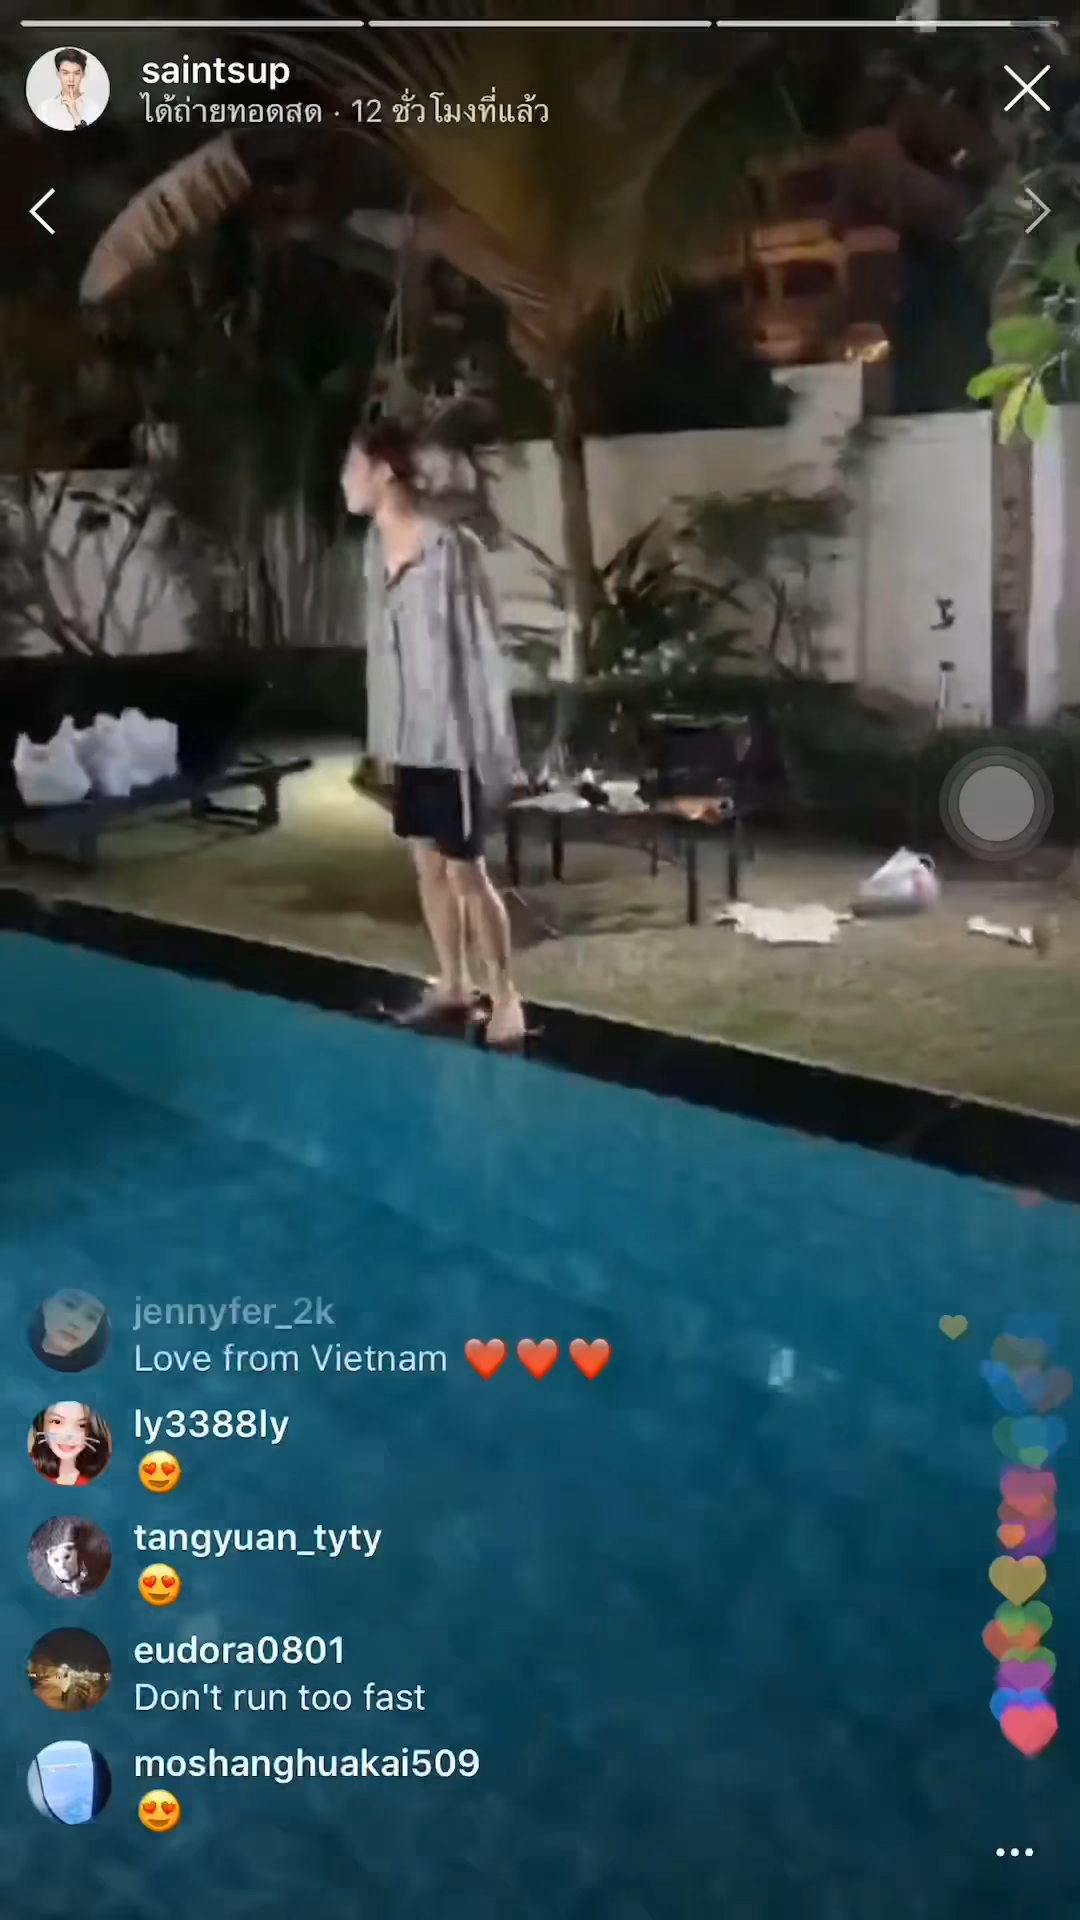 saintsup
ได้ถ่ายทอดสด · 12 ชั่วโมงที่แล้ว
jennyfer_2k
Love from Vietnam ❤️❤️❤️
ly3388ly
😍
tangyuan_tyty
😍
eudora0801
Don't run too fast
moshanghuakai509
😍